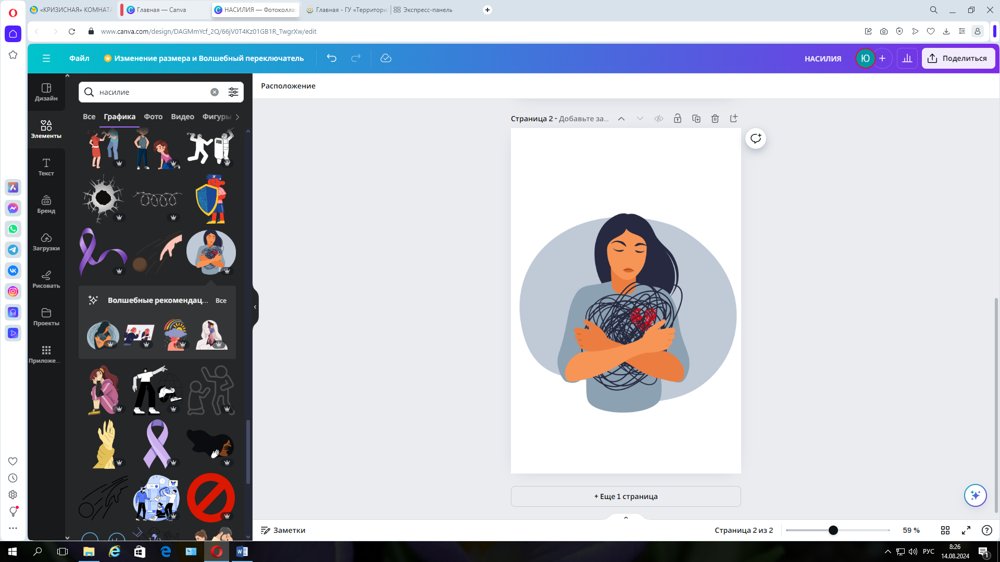 «КРИЗИСНАЯ» КОМНАТА
Главная — Canva
НАСИЛИЯ — Фотоколлаж
Главная - ГУ «Территори
Экспресс-панель
www.canva.com/design/DAGMmYcf_2Q/66jV0T4Kz01GB1R_TwgrXw/edit
Файл
Изменение размера и Волшебный переключатель
НАСИЛИЯ
Ю
Поделиться
Дизайн
Элементы
Текст
Бренд
Загрузки
Рисовать
Проекты
Приложе...
насилие
Все
Графика
Фото
Видео
Фигуры
Волшебные рекомендац...
Все
Расположение
Страница 2 - Добавьте за...
+ Еще 1 страница
Заметки
Страница 2 из 2
59 %
РУС
8:26
14.08.2024
1